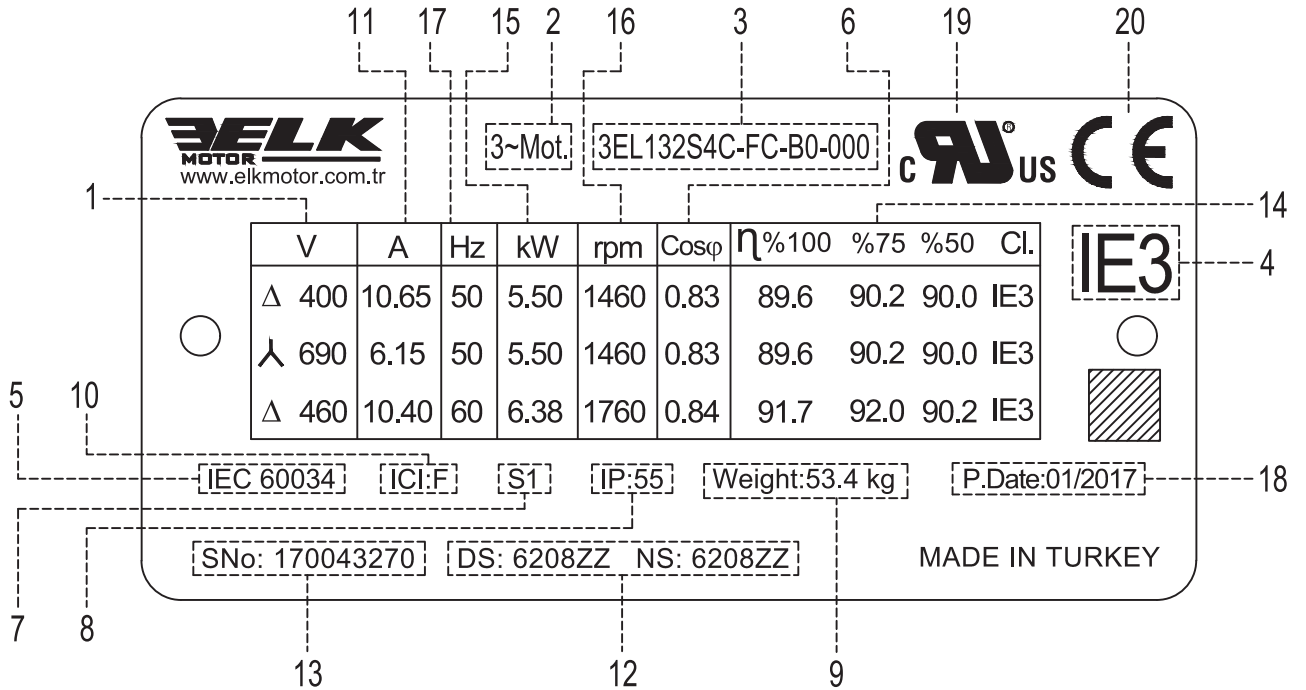 11 17 15 2 16 3 6 19 20
ELK
MOTOR
www.elkmotor.com.tr
3~Mot. 3EL132S4C-FC-B0-000
C RU ® US CE
1
14
V A Hz kW rpm Cosφ η%100 %75 %50 Cl.
IE3 4
Δ 400 10.65 50 5.50 1460 0.83 89.6 90.2 90.0 IE3
⅄ 690 6.15 50 5.50 1460 0.83 89.6 90.2 90.0 IE3
Δ 460 10.40 60 6.38 1760 0.84 91.7 92.0 90.2 IE3
5 10
IEC 60034 ICI:F S1 IP:55 Weight:53.4 kg P.Date:01/2017 18
SNo: 170043270 DS: 6208ZZ NS: 6208ZZ MADE IN TURKEY
7 8 13 12 9